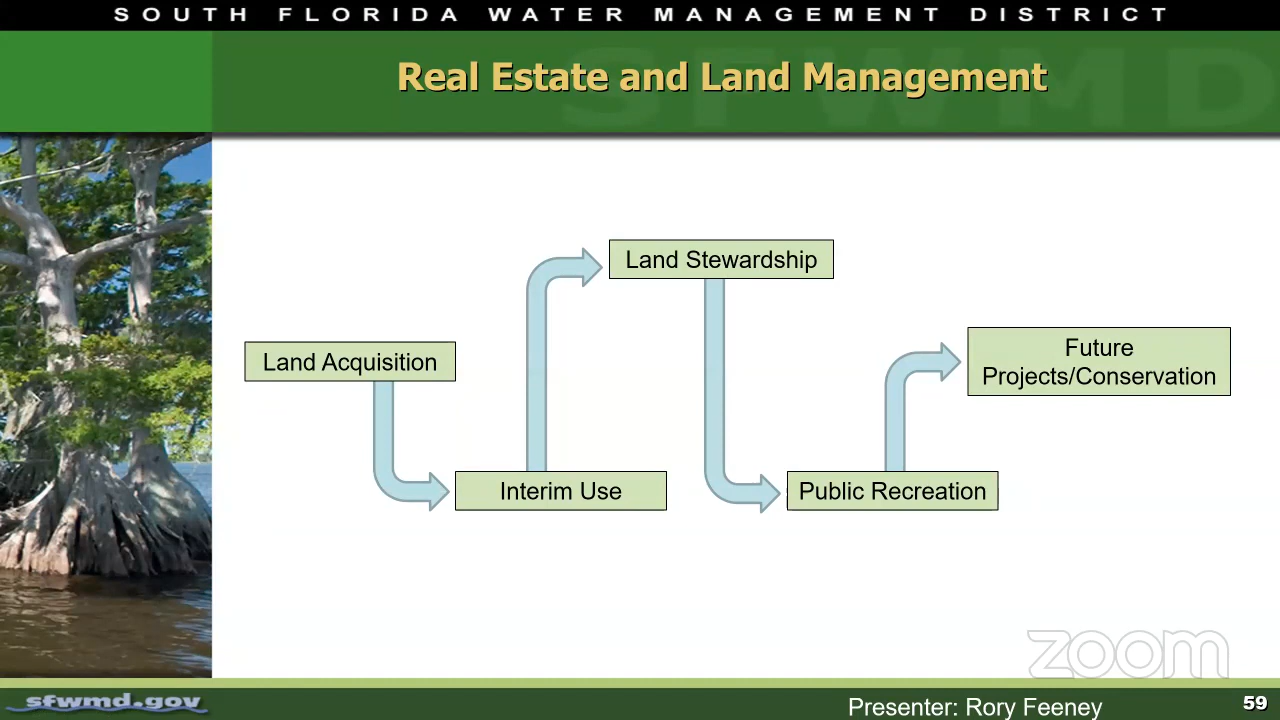 SOUTH FLORIDA WATER MANAGEMENT DISTRICT
SFWMD
Real Estate and Land Management
Land Stewardship
Land Acquisition
Future
Projects/Conservation
Interim Use
Public Recreation
zoom
sfwmd.gov
Presenter: Rory Feeney
59